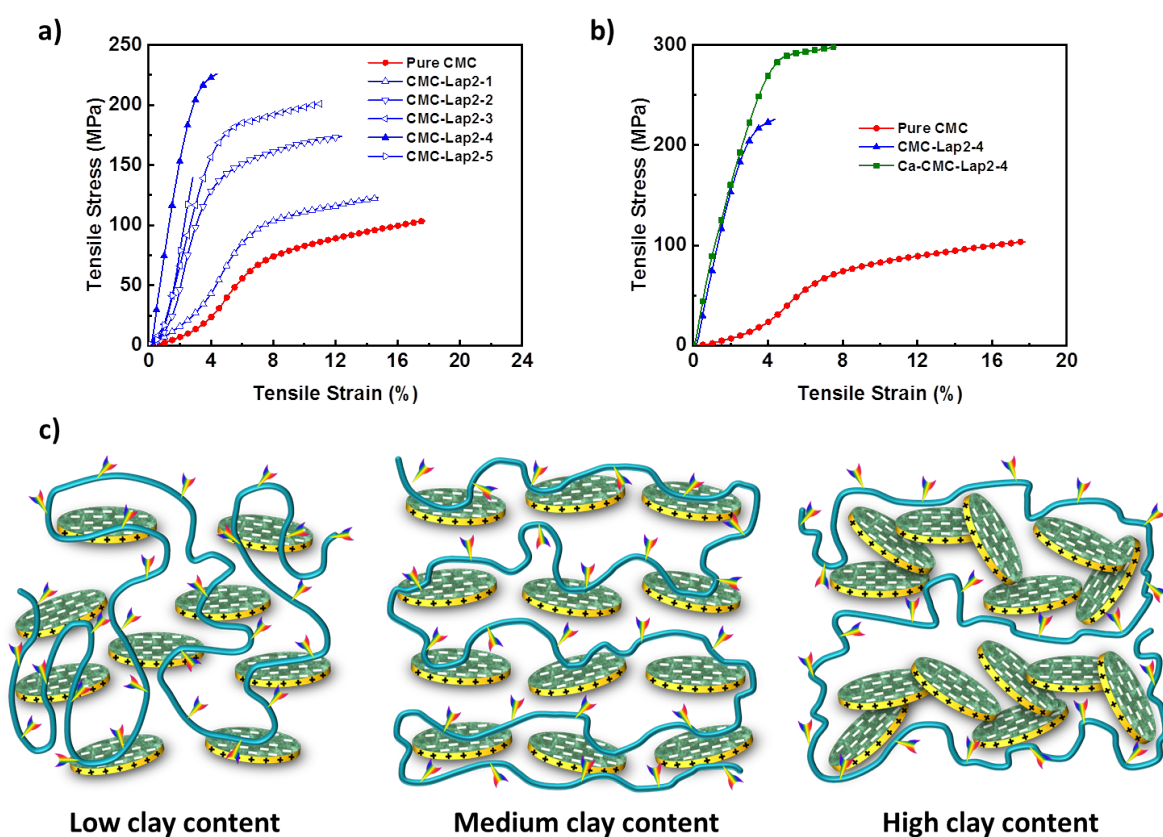 a)
250
200
150
100
50
0
Tensile Stress (MPa)
Pure CMC
CMC-Lap2-1
CMC-Lap2-2
CMC-Lap2-3
CMC-Lap2-4
CMC-Lap2-5
0 4 8 12 16 20 24
Tensile Strain (%)
b)
300
200
100
0
Tensile Stress (MPa)
Pure CMC
CMC-Lap2-4
Ca-CMC-Lap2-4
0 4 8 12 16 20
Tensile Strain (%)
c)
Low clay content
Medium clay content
High clay content